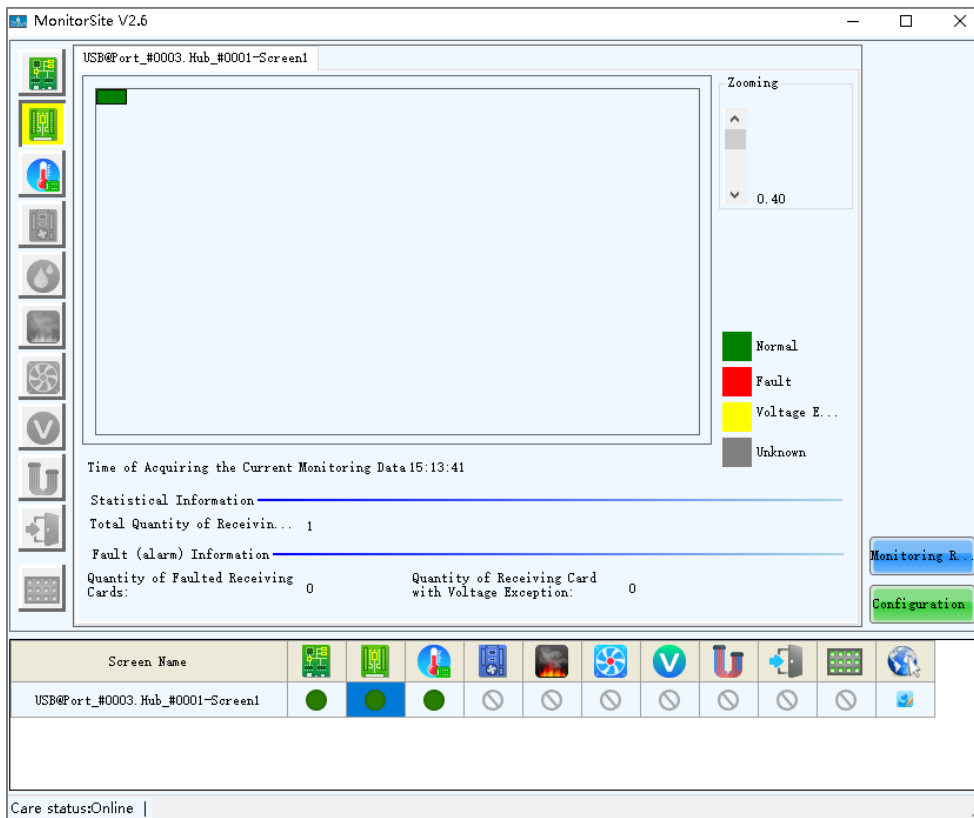 MonitorSite V2.6
USB@Port_#0003.Hub_#0001-Screen1
Zooming
0.40
Normal
Fault
Voltage E...
Unknown
Time of Acquiring the Current Monitoring Data 15:13:41
Statistical Information
Total Quantity of Receivin... 1
Fault (alarm) Information
Quantity of Faulted Receiving
Cards: 0
Quantity of Receiving Card
with Voltage Exception: 0
Monitoring R...
Configuration
Screen Name
USB@Port_#0003.Hub_#0001-Screen1
Care status:Online |